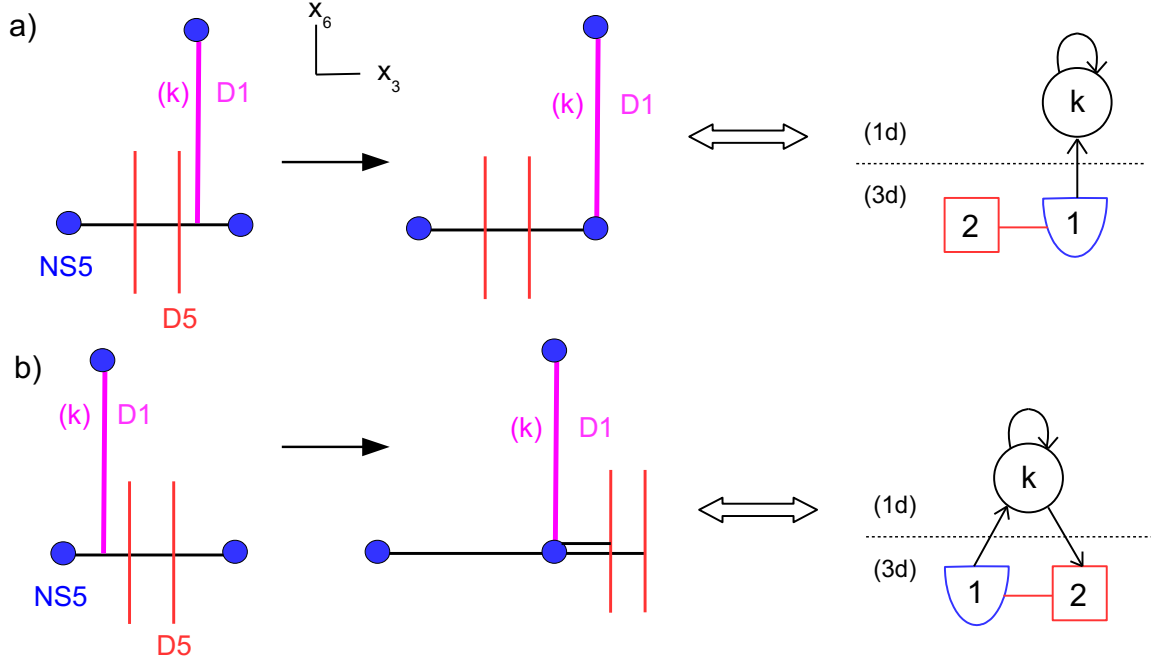 a)
x6
x3
(k) D1
NS5
D5
(k) D1
(1d)
(3d)
k
2
1
b)
(k) D1
NS5
D5
(k) D1
(1d)
(3d)
k
1
2